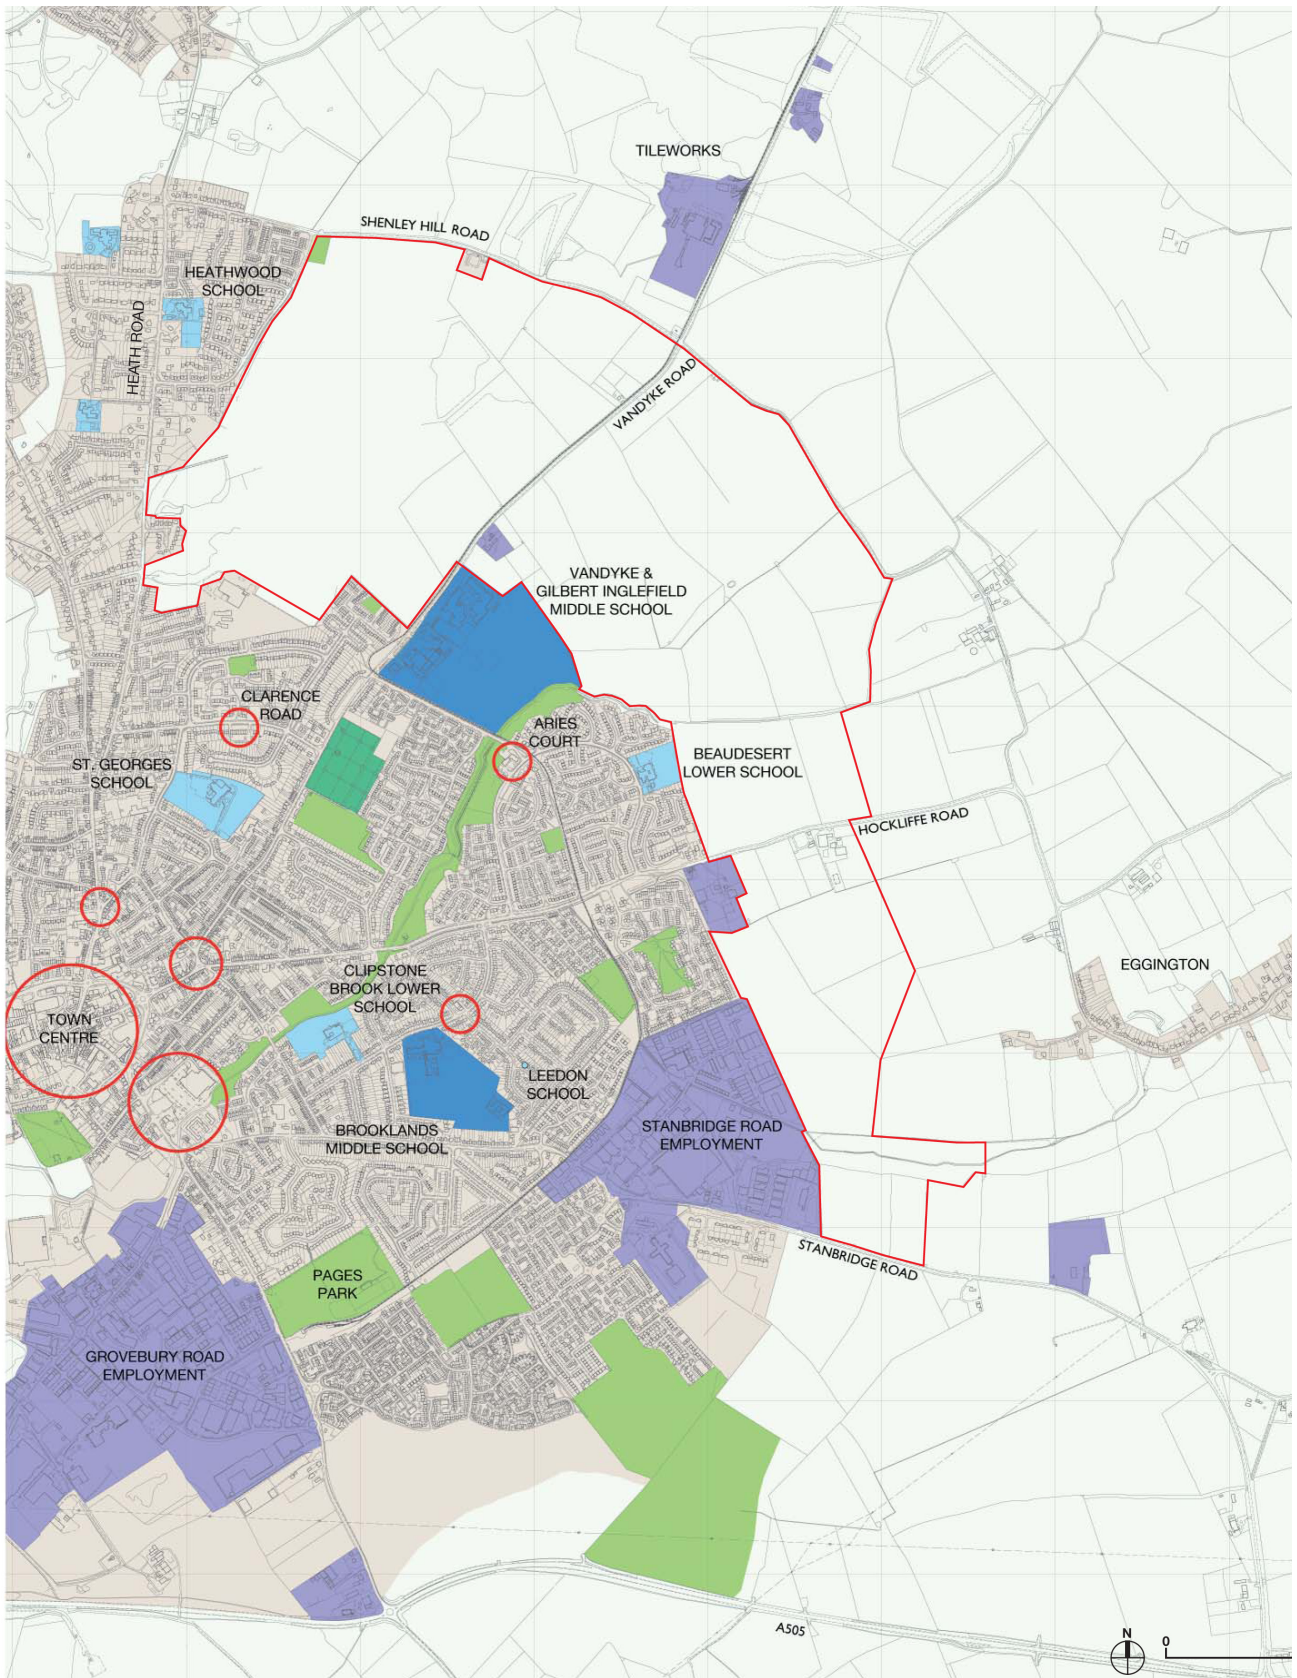 TILEWORKS
SHENLEY HILL ROAD
HEATHWOOD
SCHOOL
HEATH ROAD
VANDYKE ROAD
VANDYKE &
GILBERT INGLEFIELD
MIDDLE SCHOOL
CLARENCE
ROAD
ARIES
COURT
ST. GEORGES
SCHOOL
BEAUDESERT
LOWER SCHOOL
HOCKLIFFE ROAD
EGGINGTON
CLIPSTONE
BROOK LOWER
SCHOOL
TOWN
CENTRE
LEEDON
SCHOOL
BROOKLANDS
MIDDLE SCHOOL
STANBRIDGE ROAD
EMPLOYMENT
STANBRIDGE ROAD
PAGES
PARK
GROVEBURY ROAD
EMPLOYMENT
A505
N
0